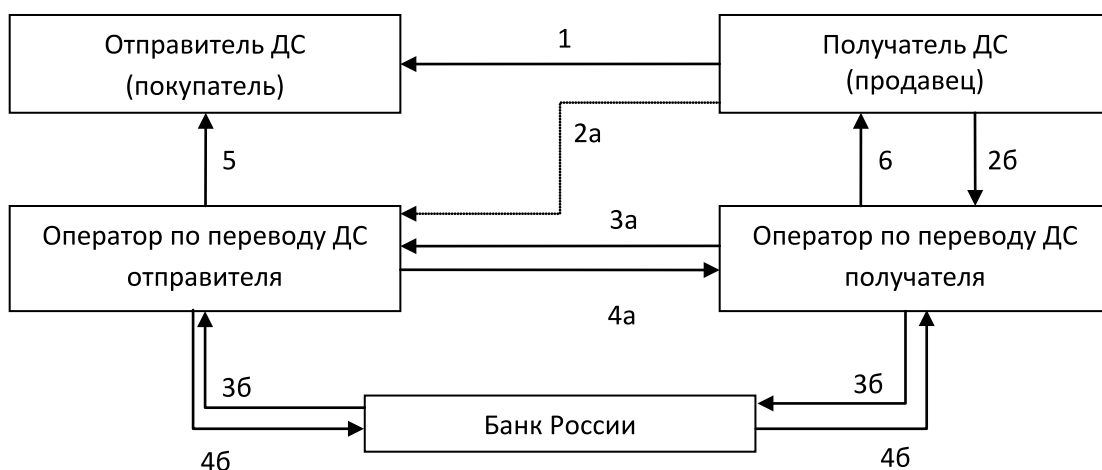 Отправитель ДС
(покупатель)
1
Получатель ДС
(продавец)
2а
5
6
2б
Оператор по переводу ДС
отправителя
3а
4а
Оператор по переводу ДС
получателя
3б
3б
Банк России
4б
4б